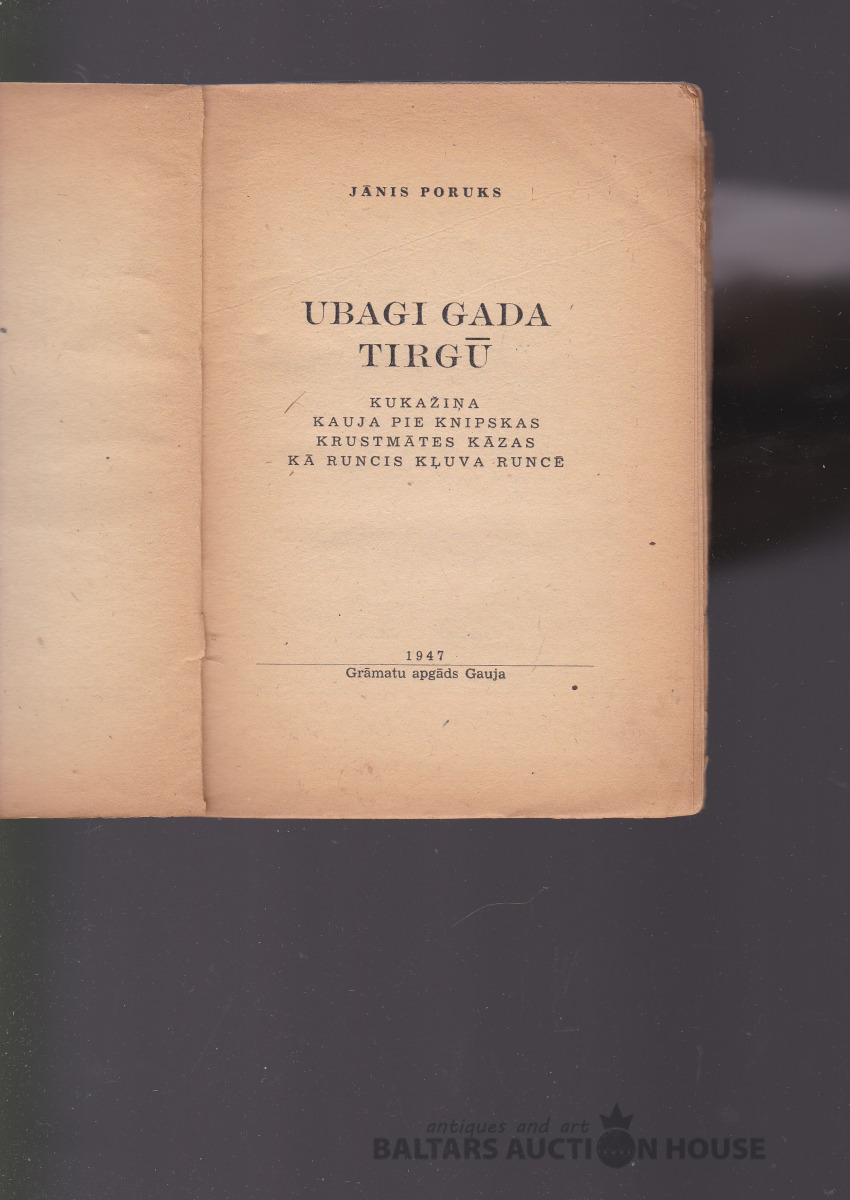 JĀNIS PORUKS
UBAGI GADA
TIRGŪ
KUKAŽIŅA
KAUJA PIE KNIPSKAS
KRUSTMĀTES KĀZAS
KĀ RUNCIS KĻUVA RUNCĒ
1947
Grāmatu apgāds Gauja
antiques and art
BALTARS AUCTION HOUSE